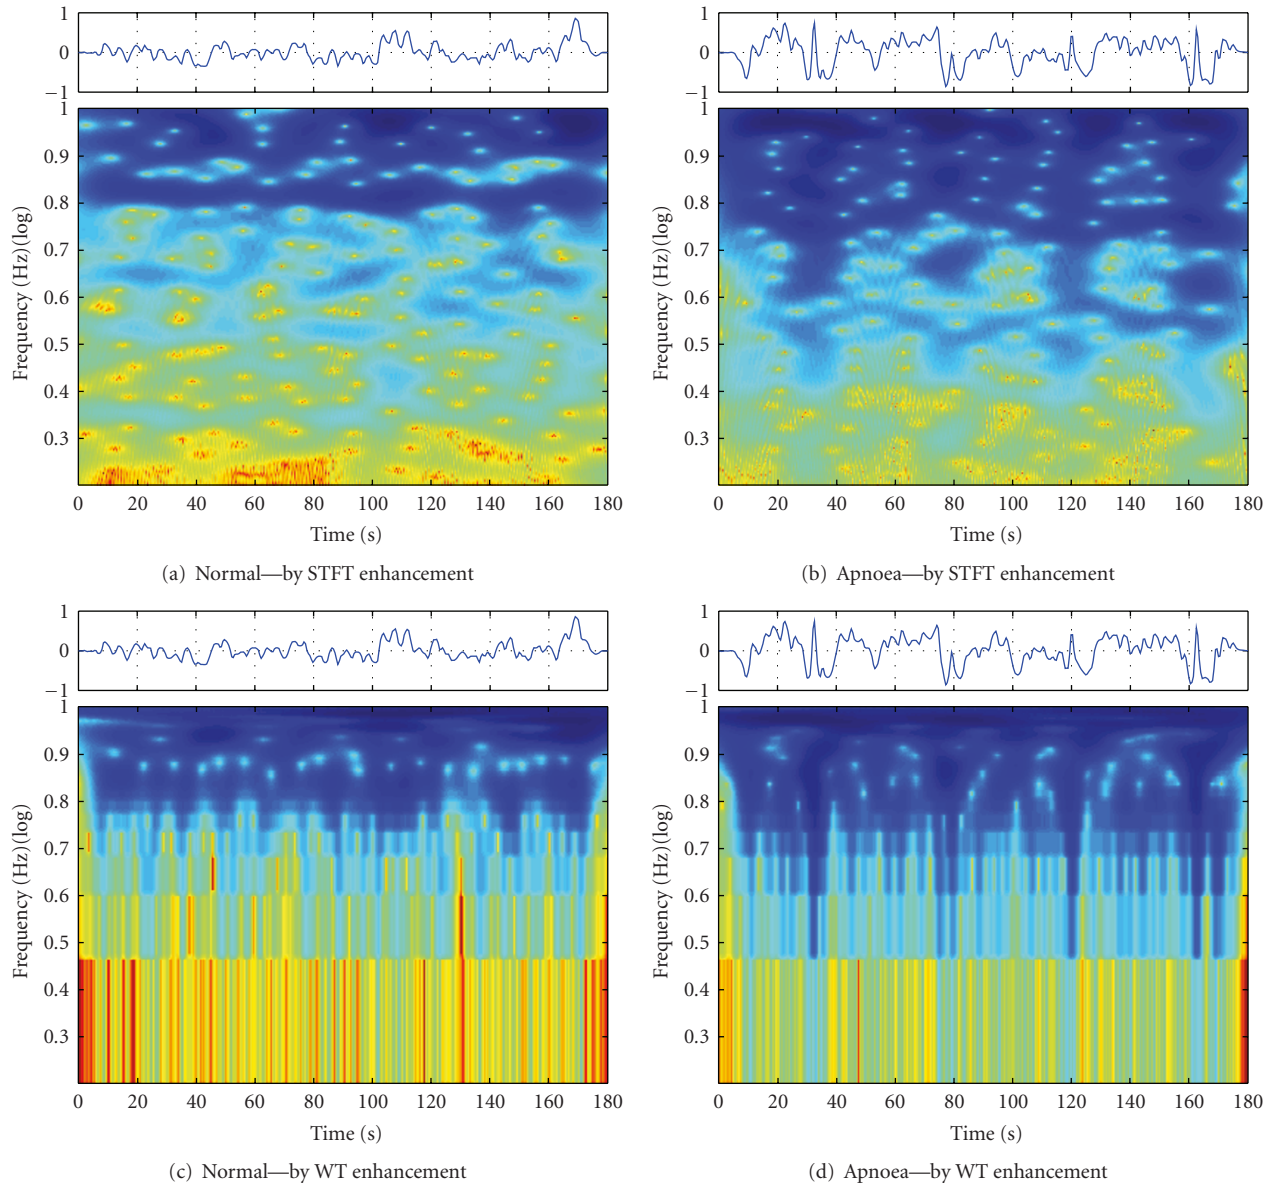 1
0
−1
1
0.9
0.8
0.7
0.6
0.5
0.4
0.3
Frequency (Hz)(log)
0 20 40 60 80 100 120 140 160 180
Time (s)
(a) Normal—by STFT enhancement
1
0
−1
1
0.9
0.8
0.7
0.6
0.5
0.4
0.3
Frequency (Hz)(log)
0 20 40 60 80 100 120 140 160 180
Time (s)
(b) Apnoea—by STFT enhancement
1
0
−1
1
0.9
0.8
0.7
0.6
0.5
0.4
0.3
Frequency (Hz)(log)
0 20 40 60 80 100 120 140 160 180
Time (s)
(c) Normal—by WT enhancement
1
0
−1
1
0.9
0.8
0.7
0.6
0.5
0.4
0.3
Frequency (Hz)(log)
0 20 40 60 80 100 120 140 160 180
Time (s)
(d) Apnoea—by WT enhancement